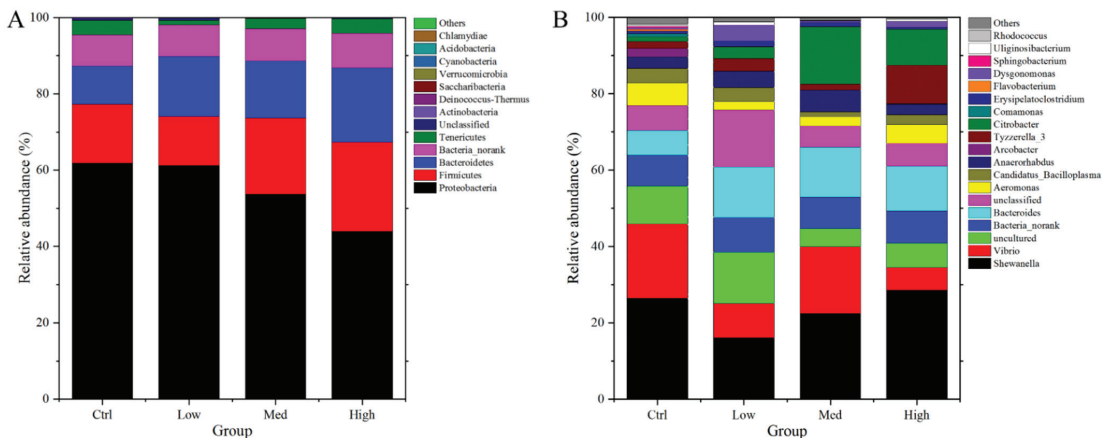 A
Relative abundance (%)
100
80
60
40
20
0
Ctrl
Low
Med
High
Group
Others
Chlamydiae
Acidobacteria
Cyanobacteria
Verrucomicrobia
Saccharibacteria
Deinococcus-Thermus
Actinobacteria
Unclassified
Tenericutes
Bacteria_norank
Bacteroidetes
Firmicutes
Proteobacteria
B
Relative abundance (%)
100
80
60
40
20
0
Ctrl
Low
Med
High
Group
Others
Rhodococcus
Uliginosibacterium
Sphingobacterium
Dysgonomonas
Flavobacterium
Erysipelatoclostridium
Comamonas
Citrobacter
Tyzzerella_3
Arcobacter
Anaerorhabdus
Candidatus_Bacilloplasma
Aeromonas
unclassified
Bacteroides
Bacteria_norank
uncultured
Vibrio
Shewanella